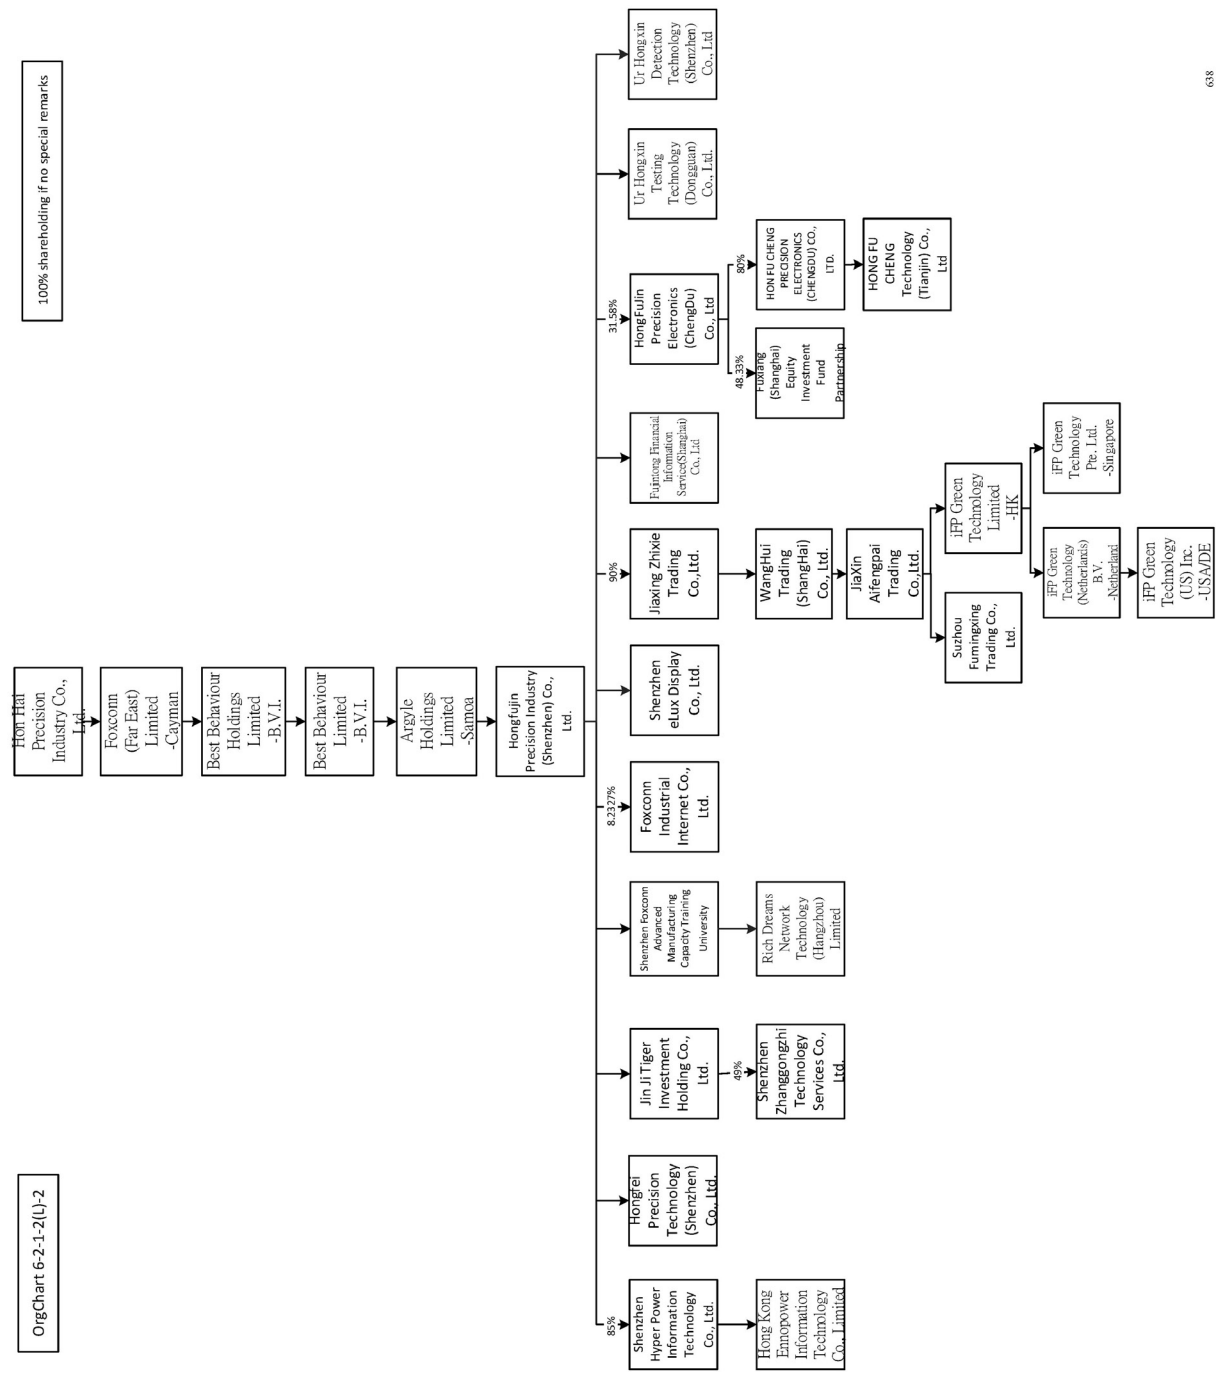 OrgChart 6-2-1-2(L)-2
100% shareholding if no special remarks
Hon Hai
Precision
Industry Co.,
Ltd.
Foxconn
(Far East)
Limited
-Cayman
Best Behaviour
Holdings
Limited
-B.V.I.
Best Behaviour
Limited
-B.V.I.
Argyle
Holdings
Limited
-Samoa
Hongfujin
Precision Industry
(Shenzhen) Co.,
Ltd.
85%
Shenzhen
Hyper Power
Information
Technology
Co., Ltd.
Hongfei
Precision
Technology
(Shenzhen)
Co., Ltd.
Jin Ji Tiger
Investment
Holding Co.,
Ltd.
Shenzhen Foxconn
Advanced
Manufacturing
Capacity Training
University
8.2327%
Foxconn
Industrial
Internet Co.,
Ltd.
Shenzhen
eLux Display
Co., Ltd.
90%
Jiaxing Zhixie
Trading
Co.,Ltd.
Fujintong Financial
Information
Service(Shanghai)
Co., Ltd
31.58%
HongFuJin
Precision
Electronics
(ChengDu)
Co., Ltd
Ur Hongxin
Testing
Technology
(Dongguan)
Co., Ltd.
Ur Hongxin
Detection
Technology
(Shenzhen)
Co., Ltd
Hong Kong
Ennopower
Information
Technology
Co., Limited
49%
Shenzhen
Zhanggongzhi
Technology
Services Co.,
Ltd.
Rich Dreams
Network
Technology
(Hangzhou)
Limited
WangHui
Trading
(ShangHai)
Co., Ltd.
48.33%
Fuxiang
(Shanghai)
Equity
Investment
Fund
Partnership
80%
HON FU CHENG
PRECISION
ELECTRONICS
(CHENGDU) CO.,
LTD.
JiaXin
Aifengpai
Trading
Co.,Ltd.
HONG FU
CHENG
Technology
(Tianjin) Co.,
Ltd
Suzhou
Fumingxing
Trading Co.,
Ltd.
iFP Green
Technology
Limited
-HK
iFP Green
Technology
(Netherlands)
B.V.
-Netherland
iFP Green
Technology
Pte. Ltd.
-Singapore
iFP Green
Technology
(US) Inc.
-USA/DE
638